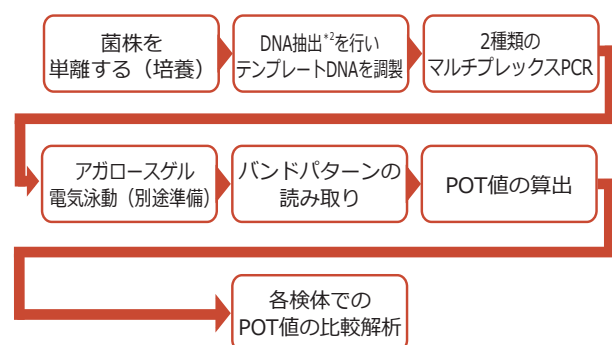 菌株を
単離する（培養）
DNA抽出*2を行い
テンプレートDNAを調製
2種類の
マルチプレックスPCR
アガロースゲル
電気泳動（別途準備）
バンドパターンの
読み取り
POT値の算出
各検体での
POT値の比較解析